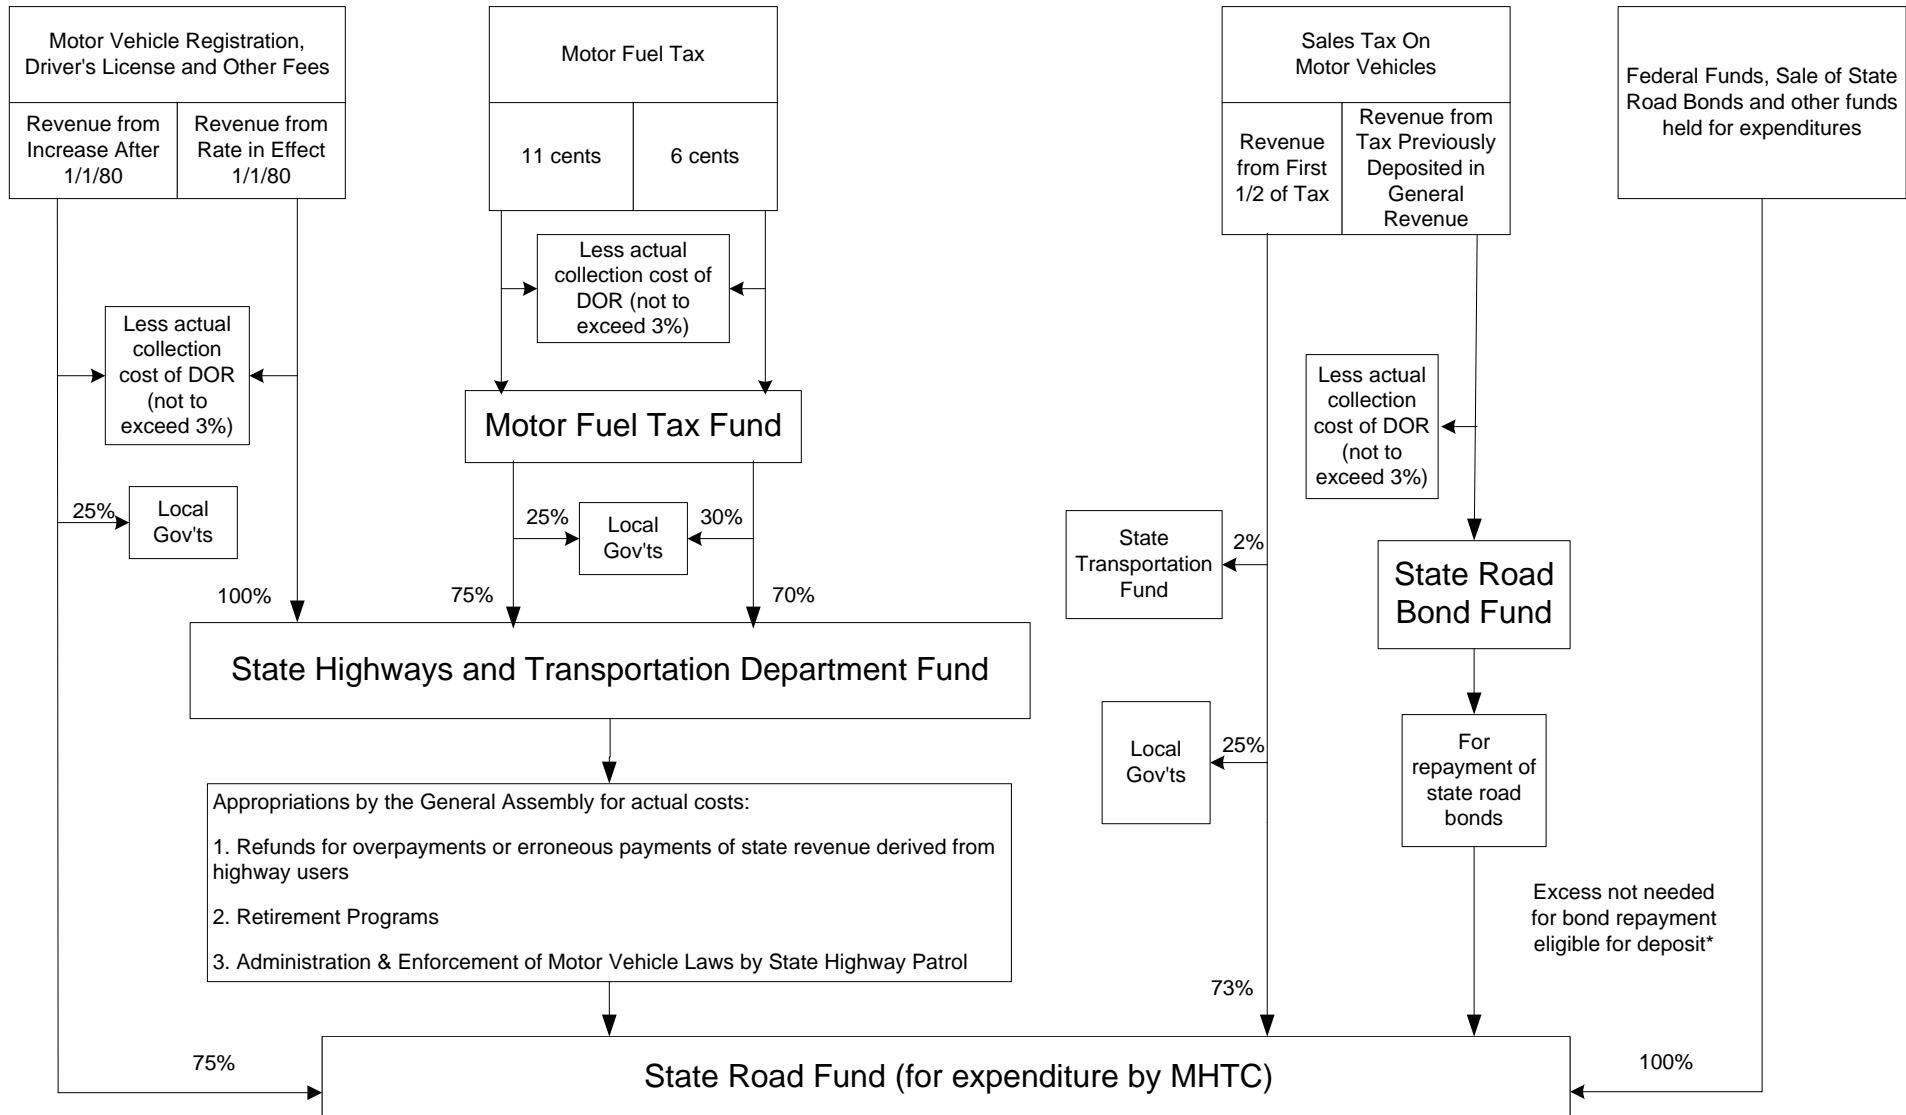 Motor Vehicle Registration,
Driver's License and Other Fees
Revenue from
Increase After
1/1/80
Revenue from
Rate in Effect
1/1/80
Motor Fuel Tax
11 cents
6 cents
Sales Tax On
Motor Vehicles
Revenue
from First
1/2 of Tax
Revenue from
Tax Previously
Deposited in
General
Revenue
Federal Funds, Sale of State
Road Bonds and other funds
held for expenditures
Less actual
collection
cost of DOR
(not to
exceed 3%)
Less actual
collection cost of
DOR (not to
exceed 3%)
Less actual
collection
cost of DOR
(not to
exceed 3%)
Motor Fuel Tax Fund
25%
Local
Gov'ts
25%
Local
Gov'ts
30%
State
Transportation
Fund
2%
State Road
Bond Fund
100%
75%
70%
State Highways and Transportation Department Fund
Local
Gov'ts
25%
For
repayment of
state road
bonds
Appropriations by the General Assembly for actual costs:
1. Refunds for overpayments or erroneous payments of state revenue derived from
highway users
2. Retirement Programs
3. Administration & Enforcement of Motor Vehicle Laws by State Highway Patrol
Excess not needed
for bond repayment
eligible for deposit*
73%
75%
State Road Fund (for expenditure by MHTC)
100%